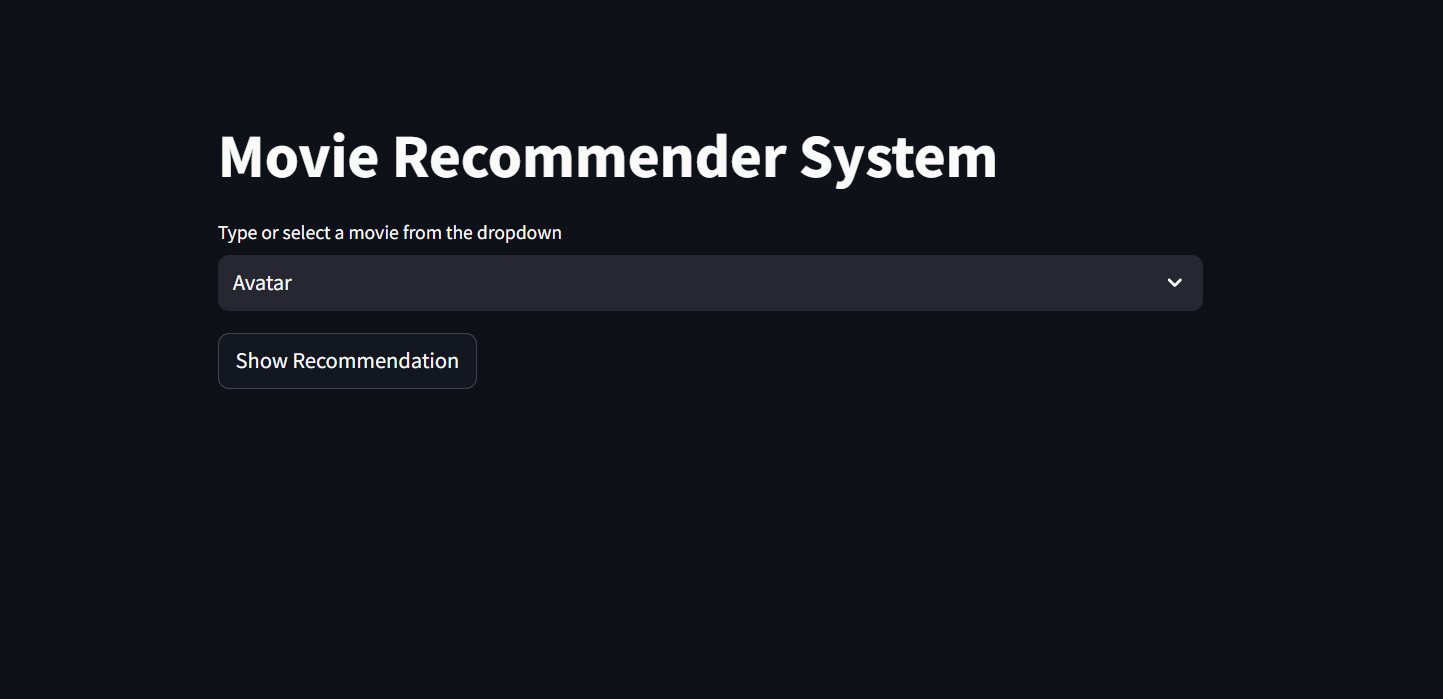 Movie Recommender System
Type or select a movie from the dropdown
Avatar
Show Recommendation